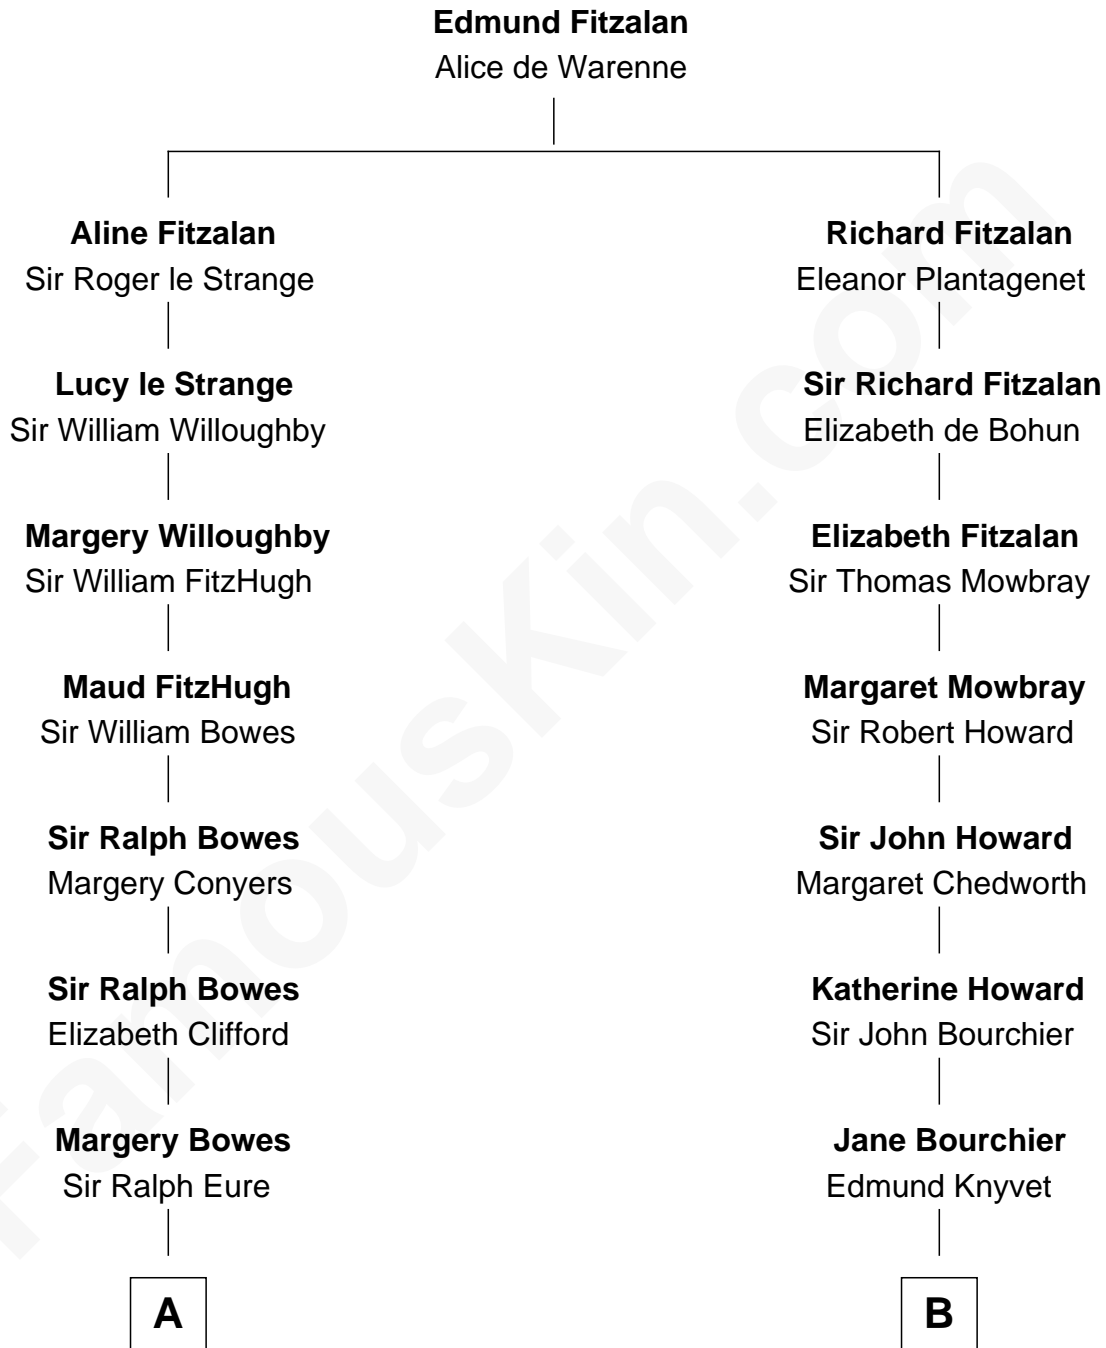 Edmund Fitzalan
Alice de Warenne
Aline Fitzalan
Sir Roger le Strange
Richard Fitzalan
Eleanor Plantagenet
Lucy le Strange
Sir William Willoughby
Sir Richard Fitzalan
Elizabeth de Bohun
Margery Willoughby
Sir William FitzHugh
Elizabeth Fitzalan
Sir Thomas Mowbray
Maud FitzHugh
Sir William Bowes
Margaret Mowbray
Sir Robert Howard
Sir Ralph Bowes
Margery Conyers
Sir John Howard
Margaret Chedworth
Sir Ralph Bowes
Elizabeth Clifford
Katherine Howard
Sir John Bourchier
Margery Bowes
Sir Ralph Eure
Jane Bourchier
Edmund Knyvet
A
B
FamousKin.com